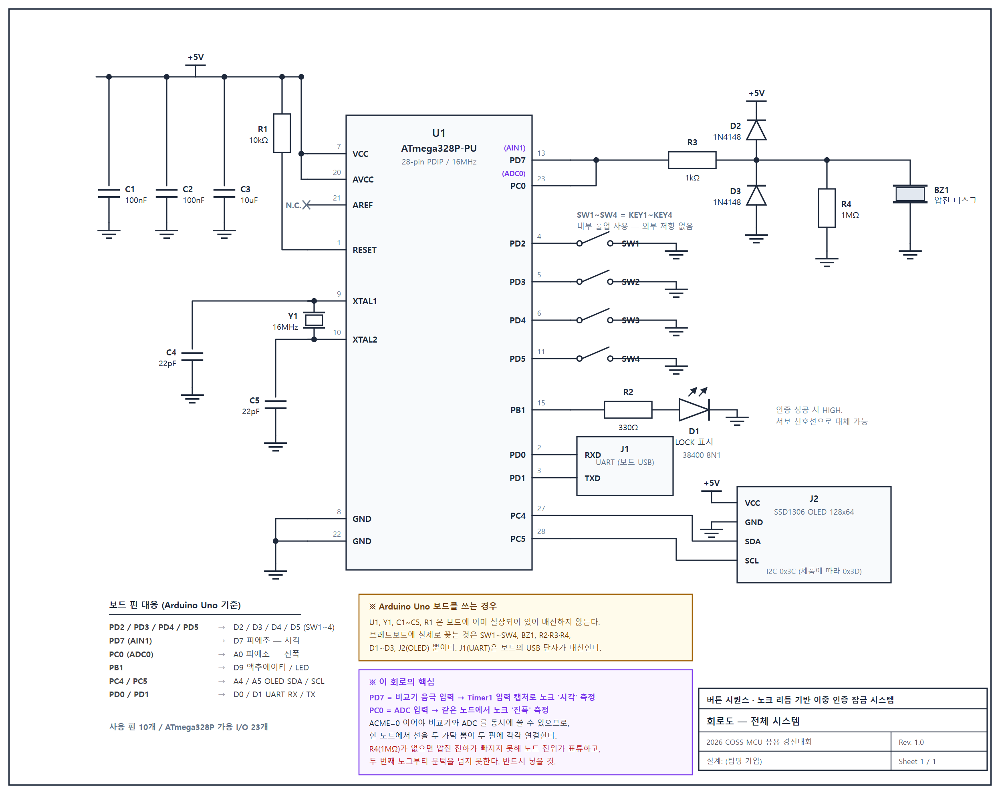 +5V
+5V
R1
10kΩ
C1
100nF
C2
100nF
C3
10uF
N.C.
U1
ATmega328P-PU
28-pin PDIP / 16MHz
7
VCC
20
AVCC
21
AREF
1
RESET
9
XTAL1
10
XTAL2
8
GND
22
GND
Y1
16MHz
C4
22pF
C5
22pF
(AIN1)
PD7
13
(ADC0)
PC0
23
PD2
4
PD3
5
PD4
6
PD5
11
PB1
15
PD0
2
PD1
3
PC4
27
PC5
28
R3
1kΩ
D2
1N4148
D3
1N4148
R4
1MΩ
BZ1
압전 디스크
SW1~SW4 = KEY1~KEY4
내부 풀업 사용 — 외부 저항 없음
SW1
SW2
SW3
SW4
R2
330Ω
D1
LOCK 표시
인증 성공 시 HIGH.
서보 신호선으로 대체 가능
J1
RXD
UART (보드 USB)
TXD
38400 8N1
+5V
J2
SSD1306 OLED 128x64
VCC
GND
SDA
SCL
I2C 0x3C (제품에 따라 0x3D)
보드 핀 대응 (Arduino Uno 기준)
PD2 / PD3 / PD4 / PD5 → D2 / D3 / D4 / D5 (SW1~4)
PD7 (AIN1) → D7 피에조 — 시각
PC0 (ADC0) → A0 피에조 — 진폭
PB1 → D9 액추에이터 / LED
PC4 / PC5 → A4 / A5 OLED SDA / SCL
PD0 / PD1 → D0 / D1 UART RX / TX
사용 핀 10개 / ATmega328P 가용 I/O 23개
※ Arduino Uno 보드를 쓰는 경우
U1, Y1, C1~C5, R1 은 보드에 이미 실장되어 있어 배선하지 않는다.
브레드보드에 실제로 꽂는 것은 SW1~SW4, BZ1, R2·R3·R4,
D1~D3, J2(OLED) 뿐이다. J1(UART)은 보드의 USB 단자가 대신한다.
※ 이 회로의 핵심
PD7 = 비교기 음극 입력 → Timer1 입력 캡처로 노크 '시각' 측정
PC0 = ADC 입력 → 같은 노드에서 노크 '진폭' 측정
ACME=0 이어야 비교기와 ADC 를 동시에 쓸 수 있으므로,
한 노드에서 선을 두 가닥 뽑아 두 핀에 각각 연결한다.
R4(1MΩ)가 없으면 압전 전하가 빠지지 못해 노드 전위가 표류하고,
두 번째 노크부터 문턱을 넘지 못한다. 반드시 넣을 것.
버튼 시퀀스 · 노크 리듬 기반 이중 인증 잠금 시스템
회로도 — 전체 시스템
2026 COSS MCU 응용 경진대회
Rev. 1.0
설계: (팀명 기입)
Sheet 1 / 1